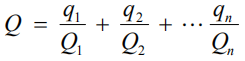 Q = q₁/Q₁ + q₂/Q₂ + ⋯ qₙ/Qₙ